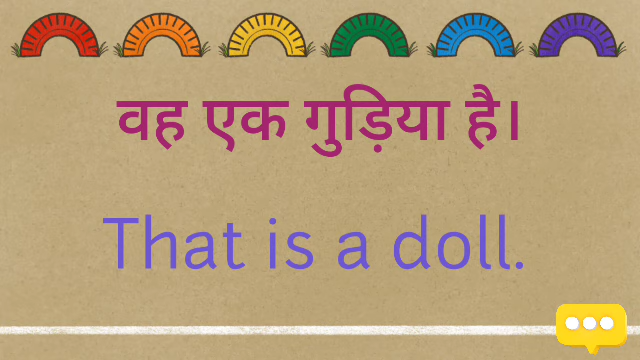 वह एक गुड़िया है।
That is a doll.